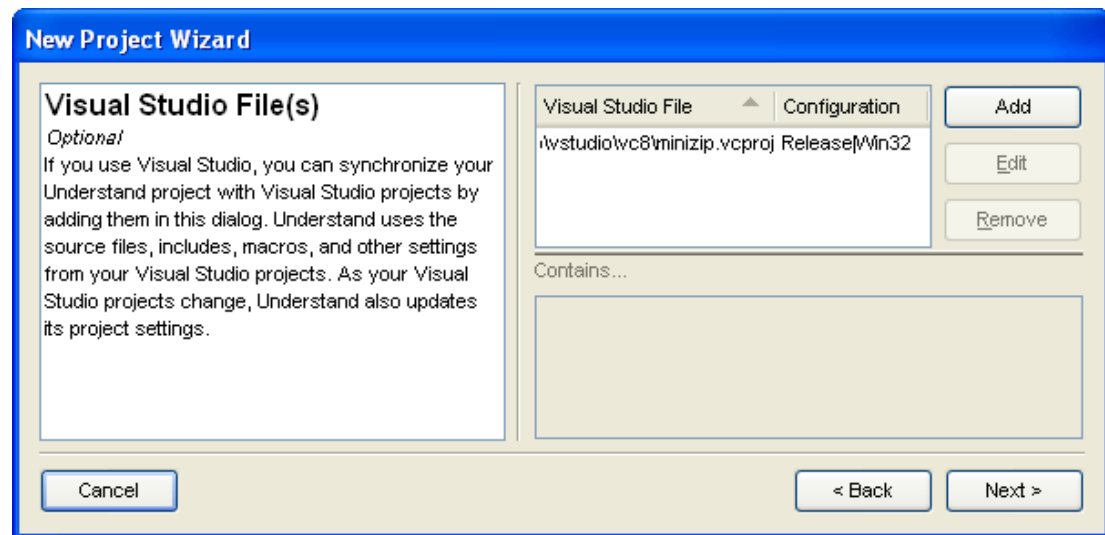 New Project Wizard
Visual Studio File(s)
Optional
If you use Visual Studio, you can synchronize your
Understand project with Visual Studio projects by
adding them in this dialog. Understand uses the
source files, includes, macros, and other settings
from your Visual Studio projects. As your Visual
Studio projects change, Understand also updates
its project settings.
Visual Studio File Configuration
\vstudio\vc8\minizip.vcproj Release|Win32
Add
Edit
Remove
Contains...
Cancel
< Back
Next >